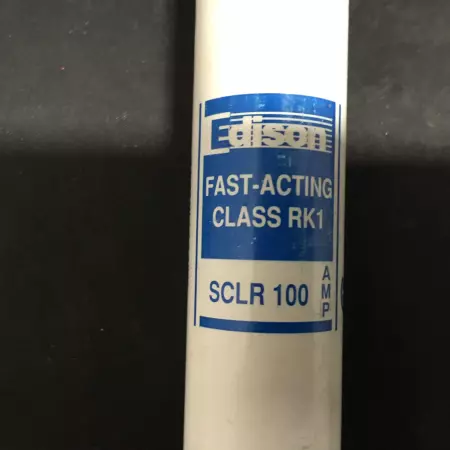 Edison
FAST-ACTING
CLASS RK1
SCLR 100 AMP